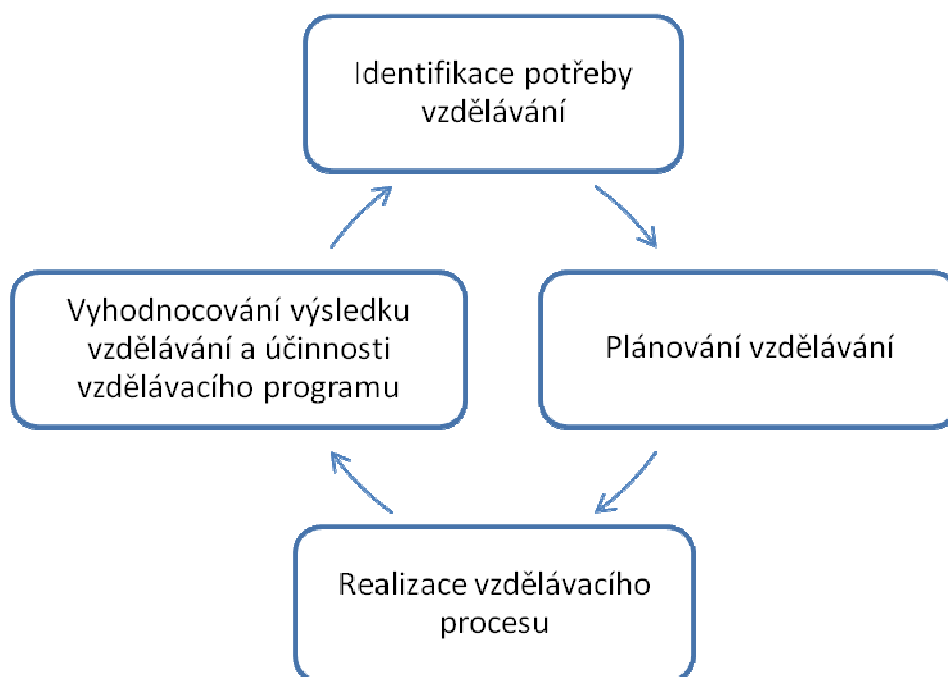 Identifikace potřeby
vzdělávání
Vyhodnocování výsledku
vzdělávání a účinnosti
vzdělávacího programu
Plánování vzdělávání
Realizace vzdělávacího
procesu